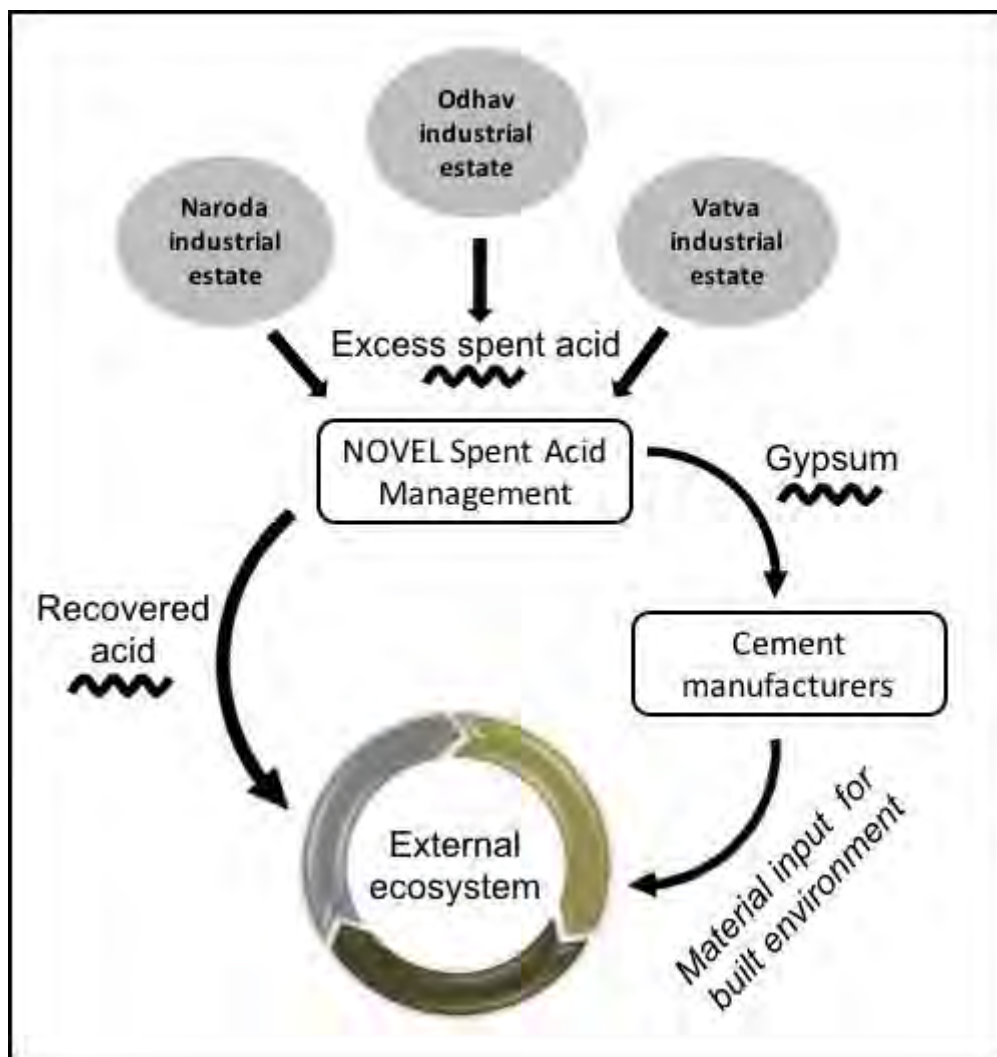 Odhav
industrial
estate
Naroda
industrial
estate
Vatva
industrial
estate
Excess spent acid
NOVEL Spent Acid
Management
Gypsum
Recovered
acid
Cement
manufacturers
External
ecosystem
Material input for
built environment